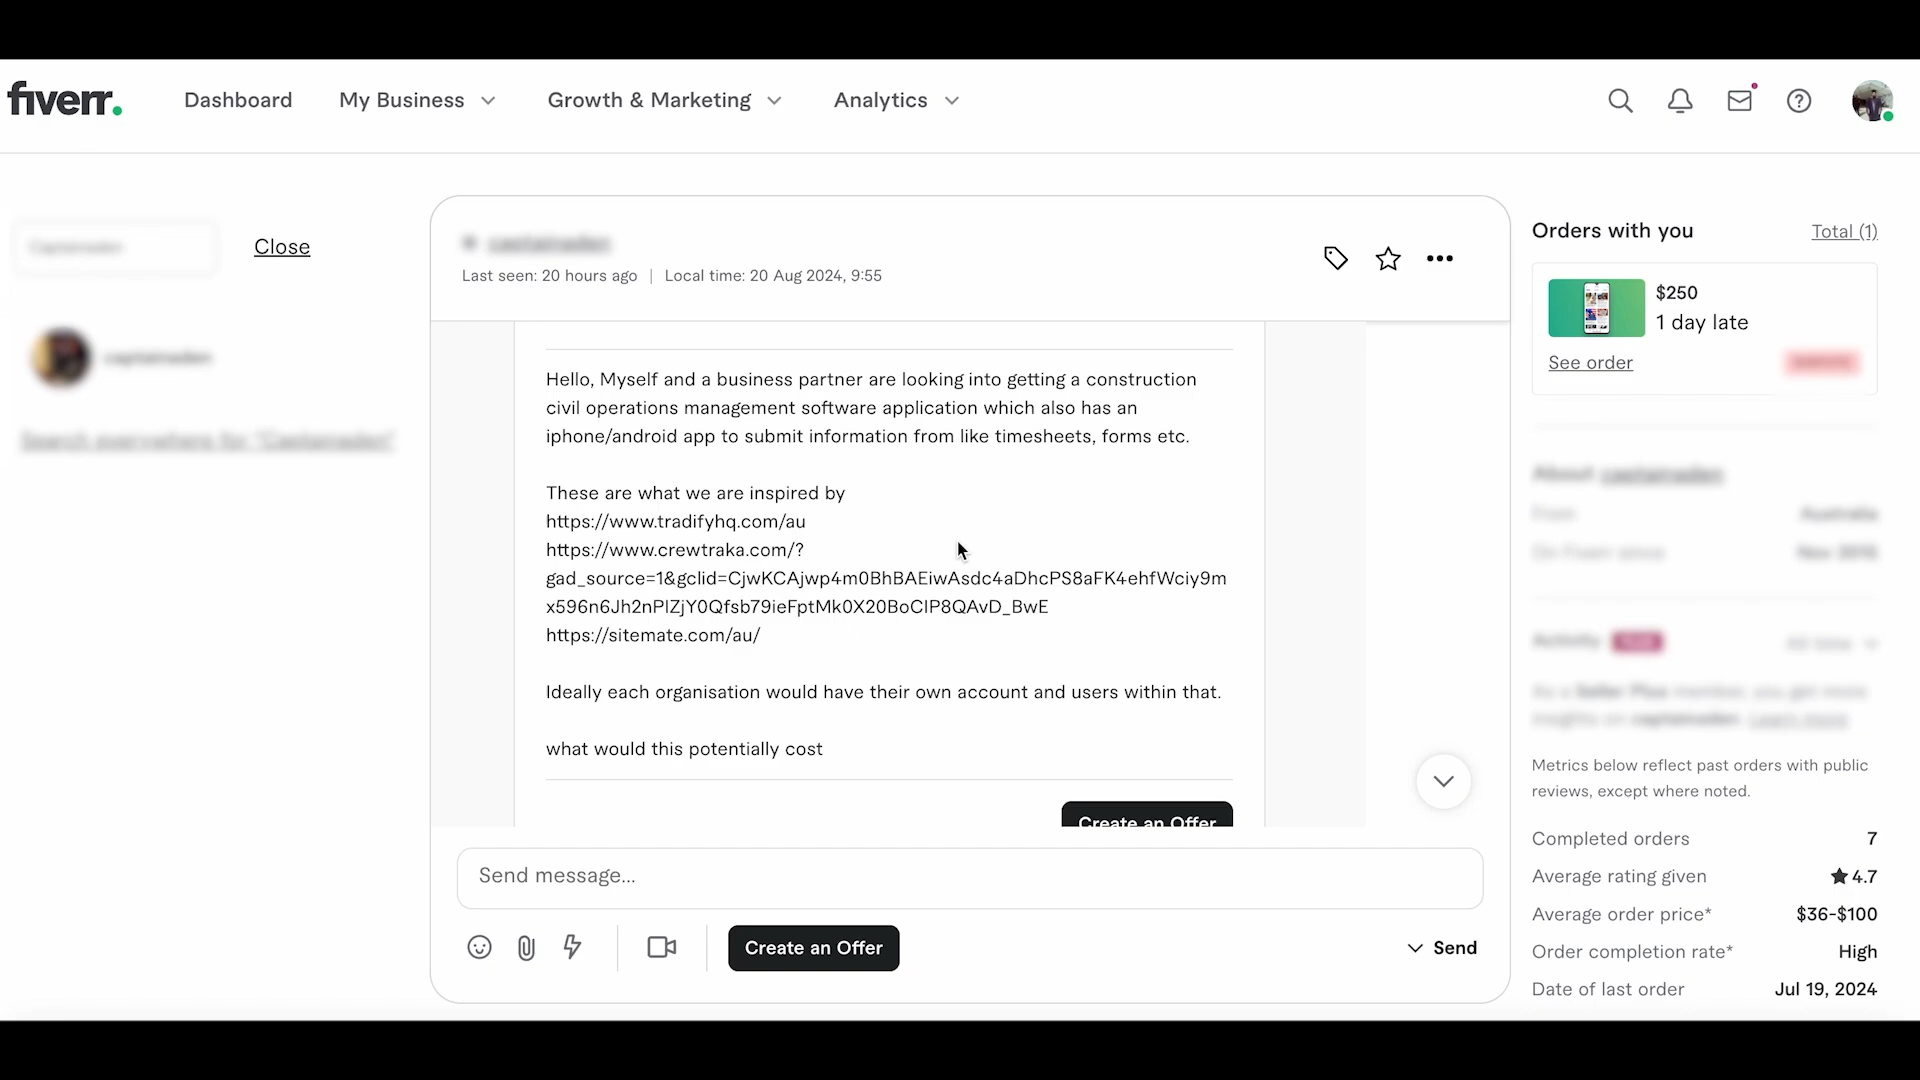 fiverr.
Dashboard
My Business
Growth & Marketing
Analytics
Close
Last seen: 20 hours ago | Local time: 20 Aug 2024, 9:55
Hello, Myself and a business partner are looking into getting a construction
civil operations management software application which also has an
iphone/android app to submit information from like timesheets, forms etc.
These are what we are inspired by
https://www.tradifyhq.com/au
https://www.crewtraka.com/?
gad_source=1&gclid=CjwKCAjwp4m0BhBAEiwAsdc4aDhcPS8aFK4ehfWciy9m
x596n6Jh2nPIZjY0Qfsb79ieFptMk0X20BoCIP8QAvD_BwE
https://sitemate.com/au/
Ideally each organisation would have their own account and users within that.
what would this potentially cost
Create an Offer
Send message...
Create an Offer
Send
Orders with you
Total (1)
$250
1 day late
See order
Metrics below reflect past orders with public
reviews, except where noted.
Completed orders 7
Average rating given 4.7
Average order price* $36-$100
Order completion rate* High
Date of last order Jul 19, 2024